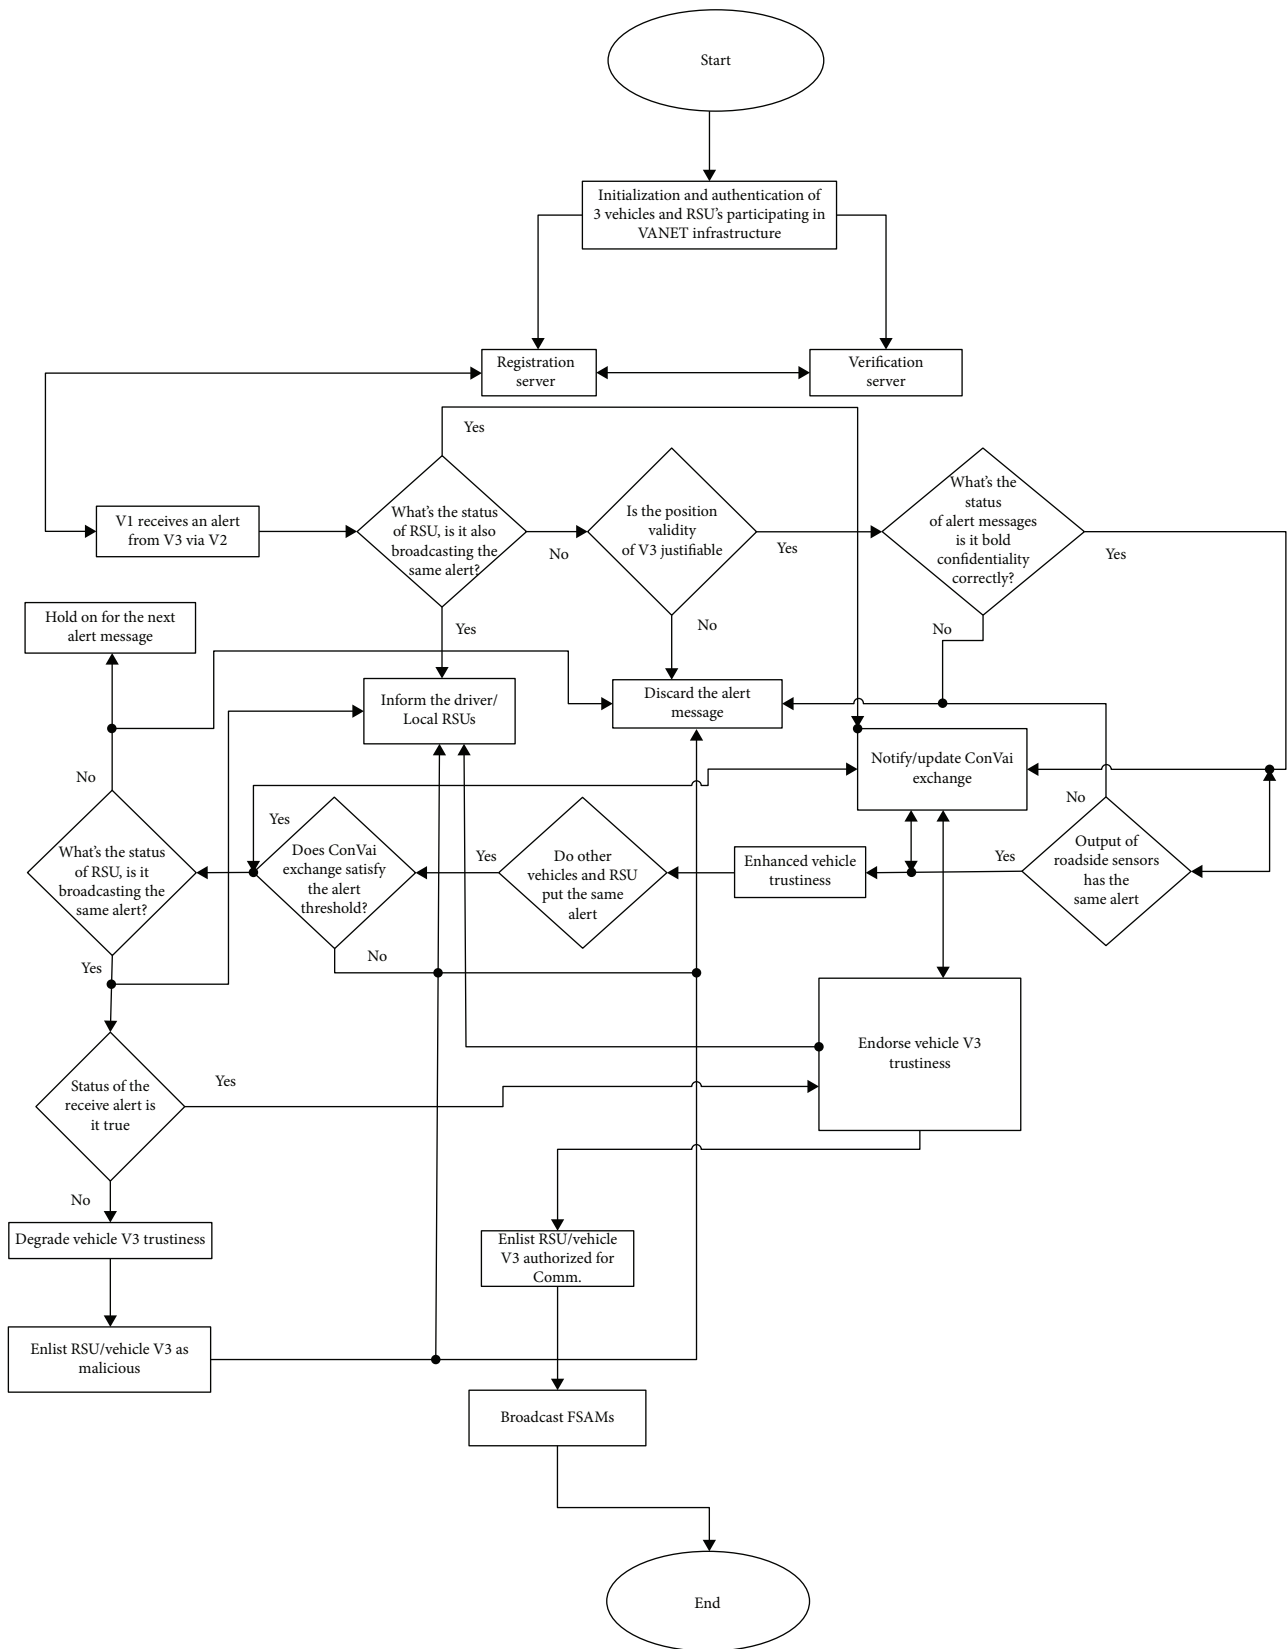 Start
Initialization and authentication of
3 vehicles and RSU's participating in
VANET infrastructure
Registration
server
Verification
server
Yes
V1 receives an alert
from V3 via V2
What's the status
of RSU, is it also
broadcasting the
same alert?
No
Is the position
validity
of V3 justifiable
Yes
What's the
status
of alert messages
is it bold
confidentiality
correctly?
Yes
Hold on for the next
alert message
Yes
No
No
Inform the driver/
Local RSUs
Discard the alert
message
Notify/update ConVai
exchange
No
No
Yes
What's the status
of RSU, is it
broadcasting the
same alert?
Does ConVai
exchange satisfy
the alert
threshold?
Yes
Do other
vehicles and RSU
put the same
alert
Enhanced vehicle
trustiness
Yes
Output of
roadside sensors
has the
same alert
Yes
No
Endorse vehicle V3
trustiness
Status of the
receive alert is
it true
Yes
No
Degrade vehicle V3 trustiness
Enlist RSU/vehicle
V3 authorized for
Comm.
Enlist RSU/vehicle V3 as
malicious
Broadcast FSAMs
End